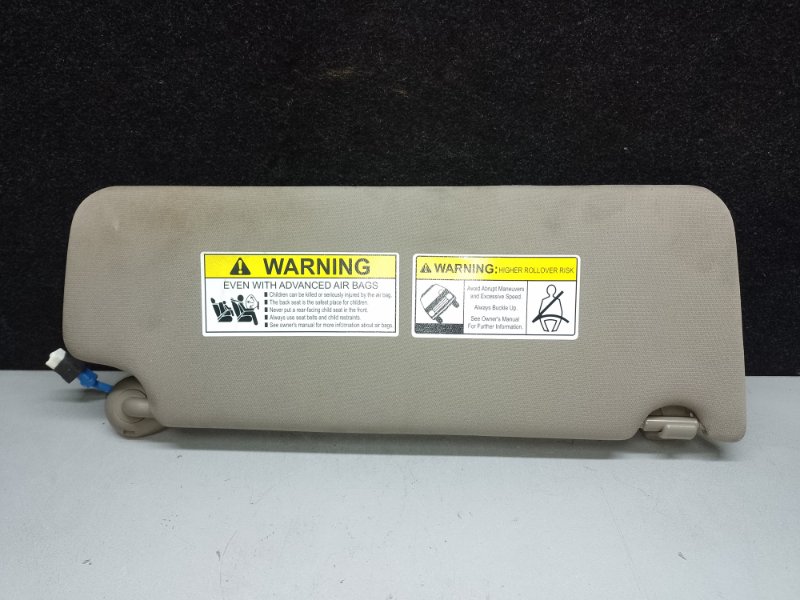 WARNING
EVEN WITH ADVANCED AIR BAGS
Children can be killed or seriously injured by the air bag.
The back seat is the safest place for children.
Never put a rear-facing child seat in the front.
Always use seat belts and child restraints.
See owner's manual for more information about air bags.
WARNING: HIGHER ROLLOVER RISK
Avoid Abrupt Maneuvers
and Excessive Speed.
Always Buckle Up.
See Owner's Manual
For Further Information.